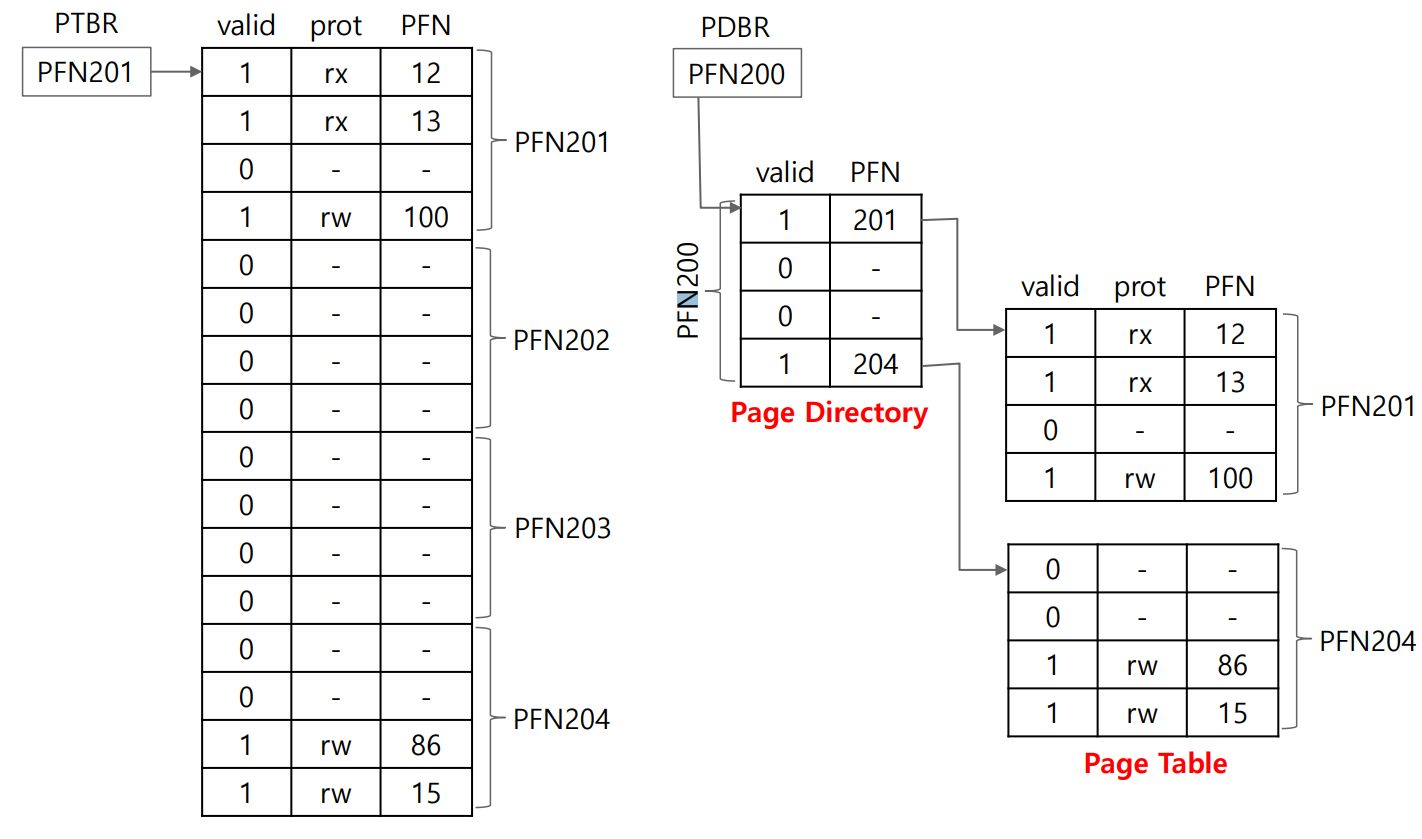 PTBR
PFN201
valid prot PFN
1 rx 12
1 rx 13
0 - -
1 rw 100
0 - -
0 - -
0 - -
0 - -
0 - -
0 - -
0 - -
0 - -
0 - -
0 - -
1 rw 86
1 rw 15
PFN201
PFN202
PFN203
PFN204
PDBR
PFN200
valid PFN
1 201
0 -
0 -
1 204
PFN200
Page Directory
valid prot PFN
1 rx 12
1 rx 13
0 - -
1 rw 100
PFN201
0 - -
0 - -
1 rw 86
1 rw 15
PFN204
Page Table